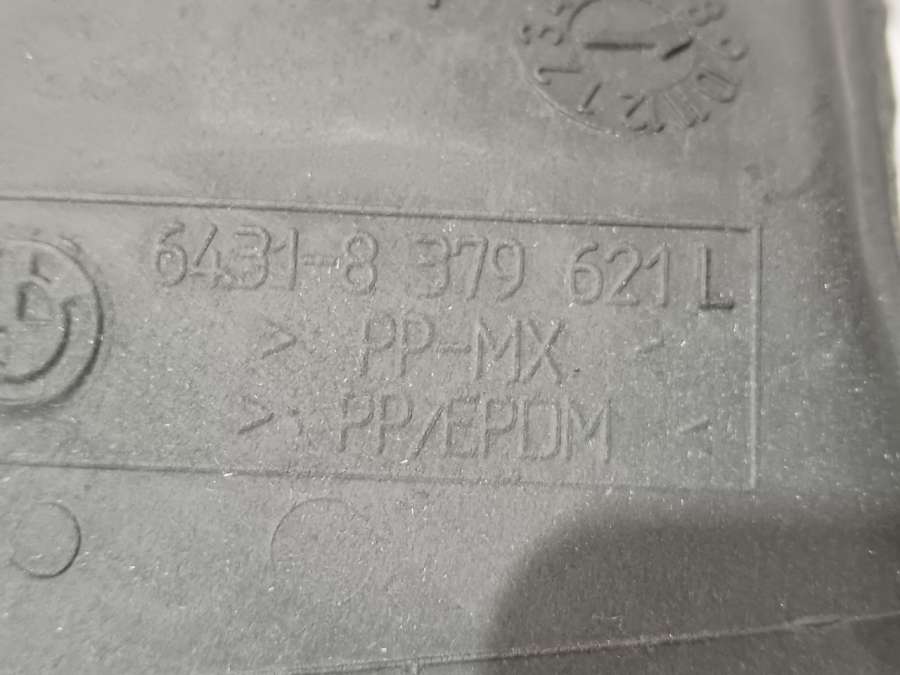 6431-8 379 621 L
> PP-MX >
> PP/EPDM <